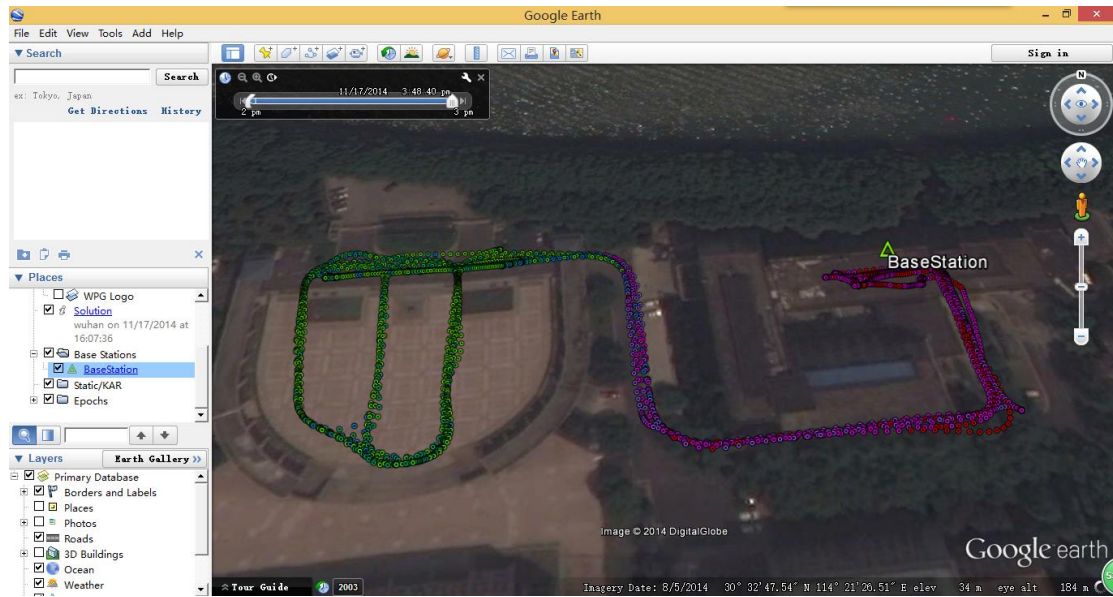 Google Earth
File Edit View Tools Add Help
▼ Search
Sign in
Search
ex: Tokyo, Japan
Get Directions History
11/17/2014 3:48:40 pm
2 pm 3 pm
N
BaseStation
▼ Places
WPG Logo
Solution
wuhan on 11/17/2014 at
16:07:36
Base Stations
BaseStation
Static/KAR
Epochs
▼ Layers Earth Gallery »
Primary Database
Borders and Labels
Places
Photos
Roads
3D Buildings
Ocean
Weather
Image © 2014 DigitalGlobe
Google earth
Tour Guide 2003
Imagery Date: 8/5/2014 30° 32'47.54" N 114° 21'26.51" E elev 34 m eye alt 184 m